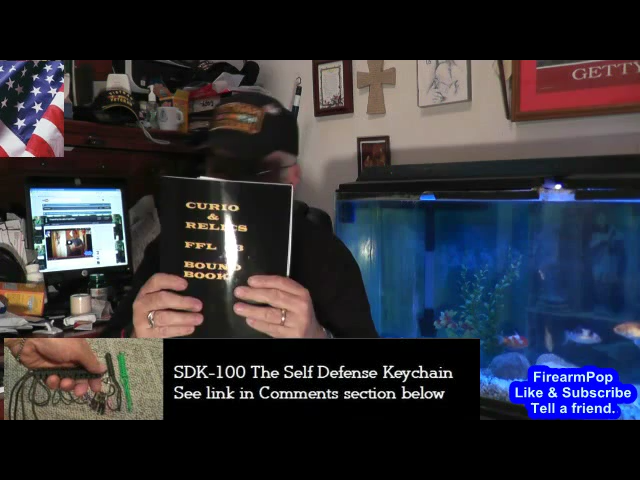 GETTY
CURIO
&
RELICS
FFL
BOUND
BOOK
SDK-100 The Self Defense Keychain
See link in Comments section below
FirearmPop
Like & Subscribe
Tell a friend.